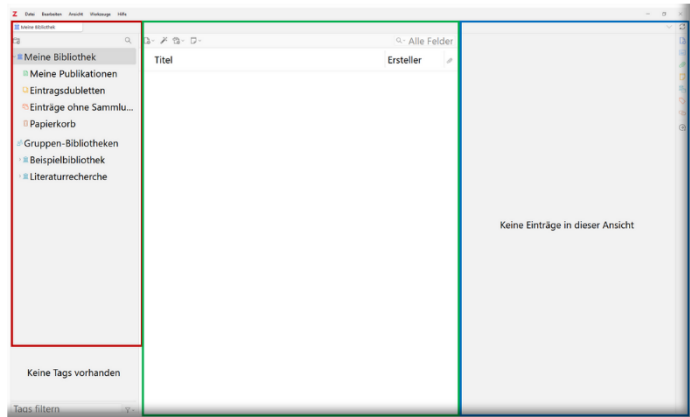 Z Datei Bearbeiten Ansicht Werkzeuge Hilfe
Meine Bibliothek
Alle Felder
Meine Bibliothek
Titel Ersteller
Meine Publikationen
Eintragsdubletten
Einträge ohne Sammlu...
Papierkorb
Gruppen-Bibliotheken
Beispielbibliothek
Literaturrecherche
Keine Einträge in dieser Ansicht
Keine Tags vorhanden
Tags filtern